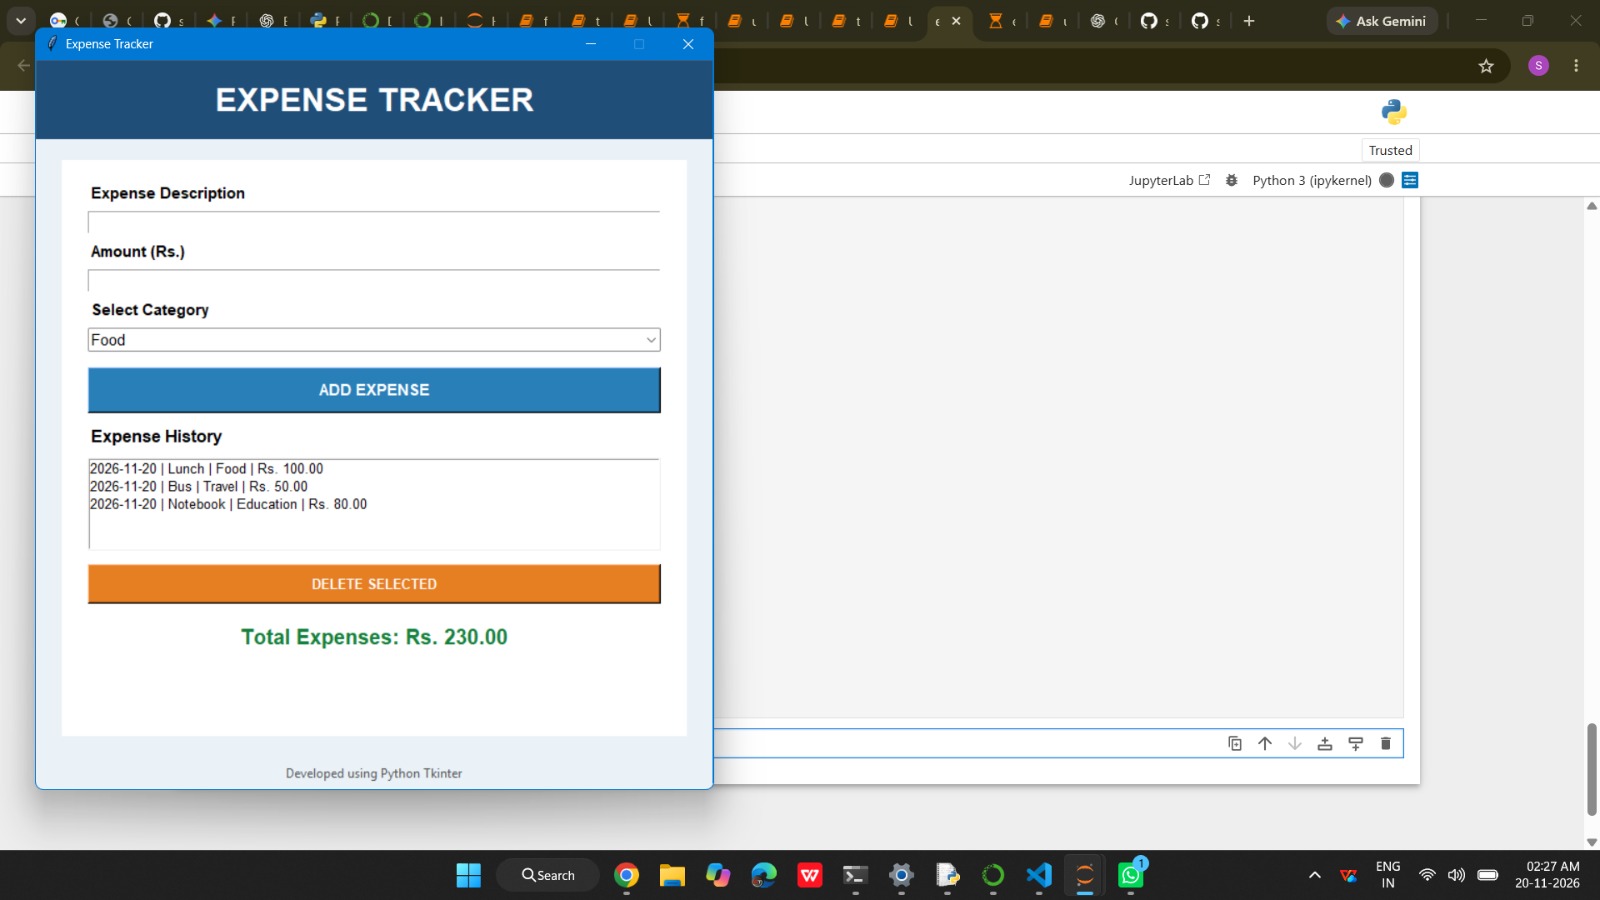 Ask Gemini
S
Expense Tracker
EXPENSE TRACKER
Trusted
JupyterLab
Python 3 (ipykernel)
Expense Description
Amount (Rs.)
Select Category
Food
ADD EXPENSE
Expense History
2026-11-20 | Lunch | Food | Rs. 100.00
2026-11-20 | Bus | Travel | Rs. 50.00
2026-11-20 | Notebook | Education | Rs. 80.00
DELETE SELECTED
Total Expenses: Rs. 230.00
Developed using Python Tkinter
Search
1
ENG
IN
02:27 AM
20-11-2026